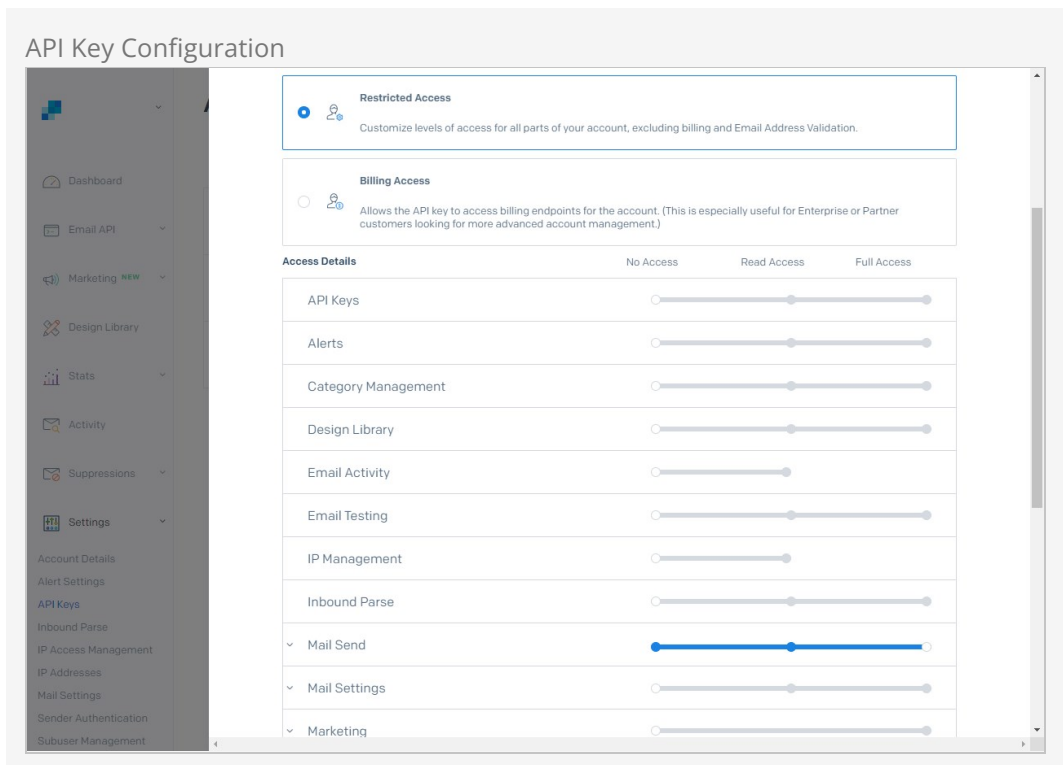 API Key Configuration
Dashboard
Email API
Marketing NEW
Design Library
Stats
Activity
Suppressions
Settings
Account Details
Alert Settings
API Keys
Inbound Parse
IP Access Management
IP Addresses
Mail Settings
Sender Authentication
Subuser Management
Restricted Access
Customize levels of access for all parts of your account, excluding billing and Email Address Validation.
Billing Access
Allows the API key to access billing endpoints for the account. (This is especially useful for Enterprise or Partner
customers looking for more advanced account management.)
Access Details No Access Read Access Full Access
API Keys
Alerts
Category Management
Design Library
Email Activity
Email Testing
IP Management
Inbound Parse
Mail Send
Mail Settings
Marketing